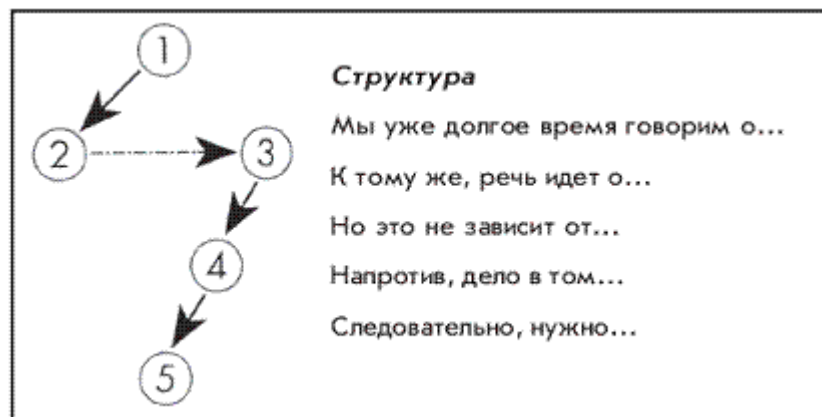 1
Структура
Мы уже долгое время говорим о...
2
3
К тому же, речь идет о...
Но это не зависит от...
4
Напротив, дело в том...
Следовательно, нужно...
5